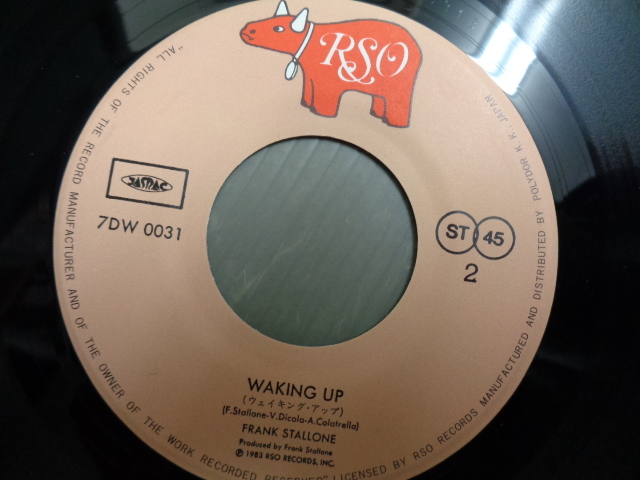 RSO
JASRAC
7DW 0031
ST 45
2
WAKING UP
(ウェイキング・アップ)
(F.Stallone-V.Dicola-A.Colatrella)
FRANK STALLONE
Produced by Frank Stallone
℗ 1983 RSO RECORDS, INC.
"ALL RIGHTS OF THE RECORD MANUFACTURER AND OF THE OWNER OF THE WORK RECORDED RESERVED" LICENSED BY RSO RECORDS MANUFACTURED AND DISTRIBUTED BY POLYDOR K. K., JAPAN